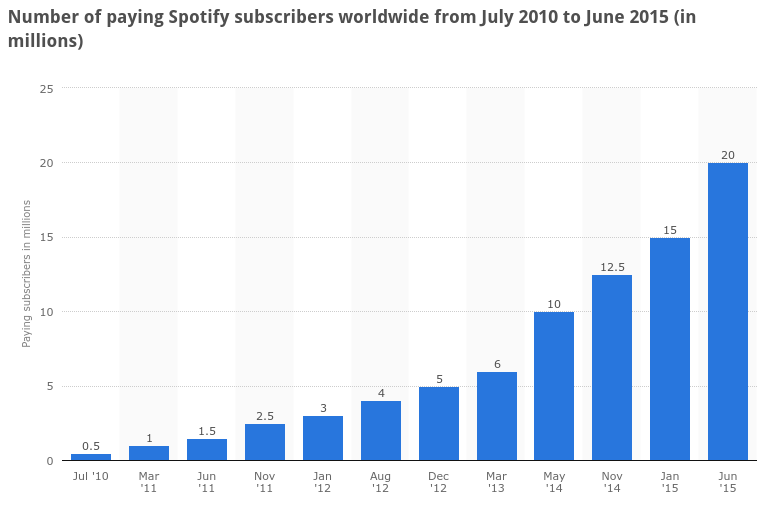 Number of paying Spotify subscribers worldwide from July 2010 to June 2015 (in
millions)
Paying subscribers in millions
25
20
15
10
5
0
0.5
1
1.5
2.5
3
4
5
6
10
12.5
15
20
Jul '10
Mar
'11
Jun
'11
Nov
'11
Jan
'12
Aug
'12
Dec
'12
Mar
'13
May
'14
Nov
'14
Jan
'15
Jun
'15